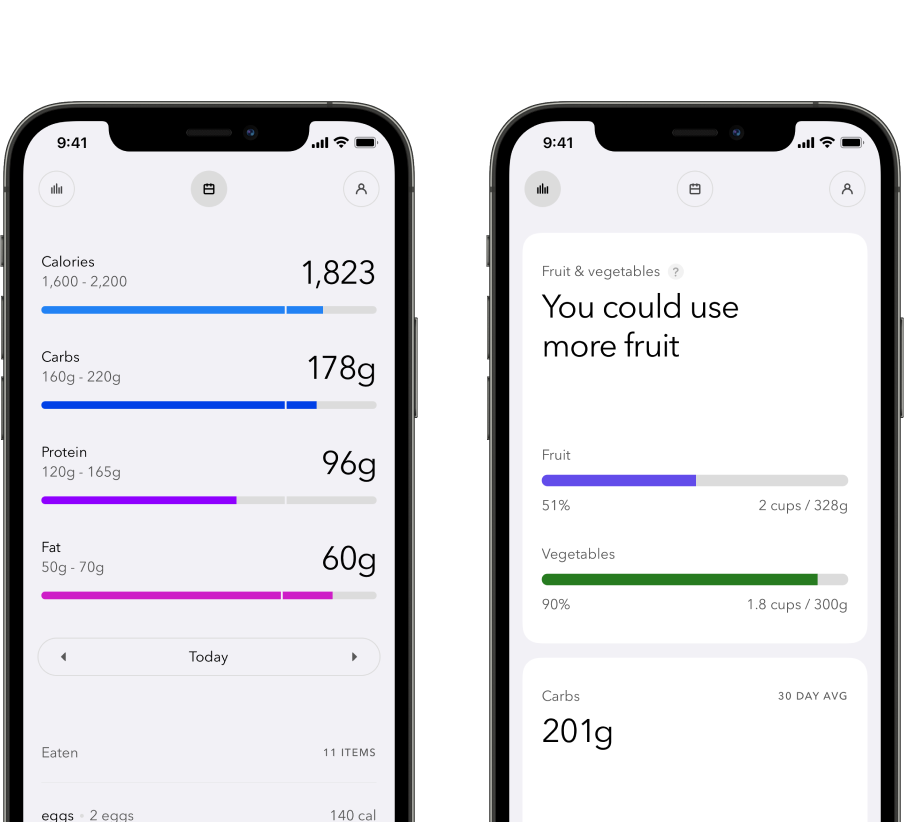 9:41
Calories
1,600 - 2,200
1,823
Carbs
160g - 220g
178g
Protein
120g - 165g
96g
Fat
50g - 70g
60g
Today
Eaten
11 ITEMS
eggs • 2 eggs
140 cal
9:41
Fruit & vegetables ?
You could use
more fruit
Fruit
51%
2 cups / 328g
Vegetables
90%
1.8 cups / 300g
Carbs
30 DAY AVG
201g